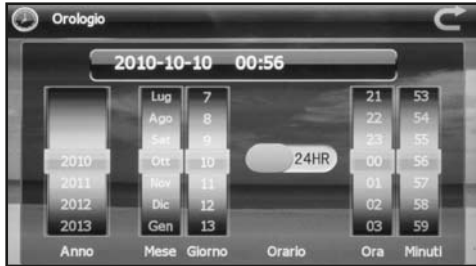 Orologio
2010-10-10 00:56
Lug 7 21 53
Ago 8 22 54
Set 9 23 55
2010 Ott 10 24HR 00 56
2011 Nov 11 01 57
2012 Dic 12 02 58
2013 Gen 13 03 59
Anno Mese Giorno Orario Ora Minuti